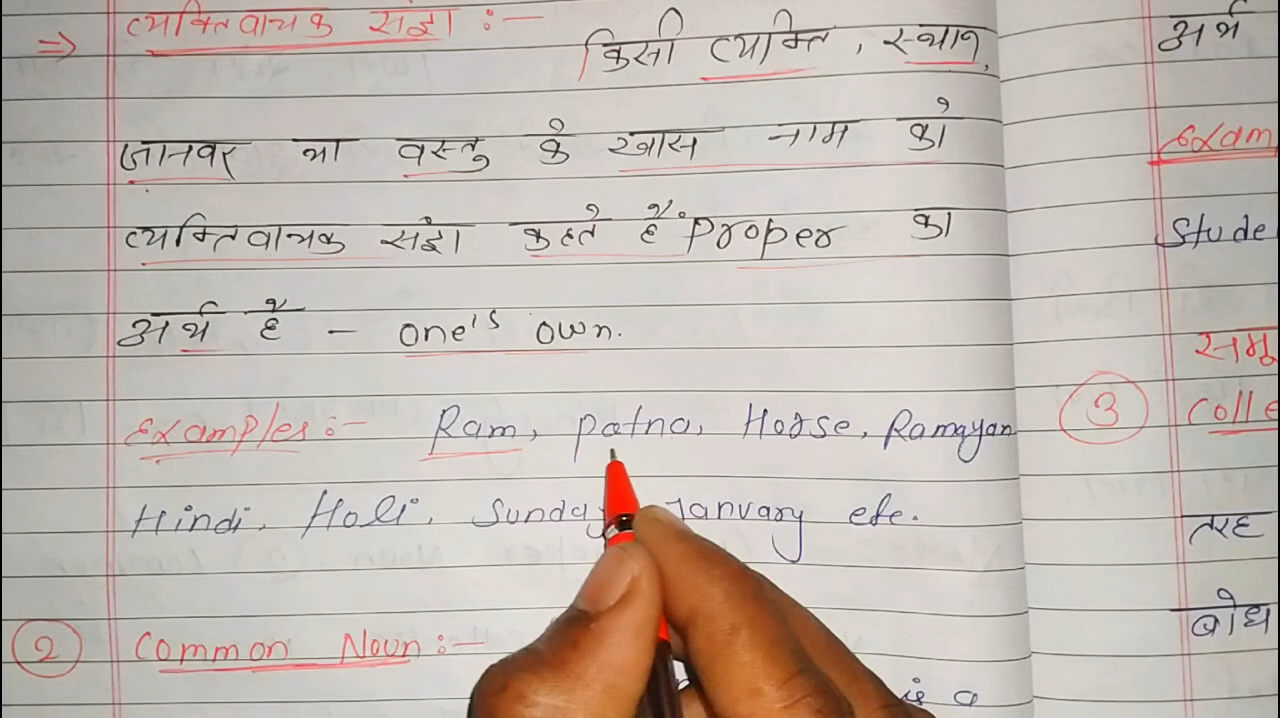 ⇒ व्यक्तिवाचक संज्ञा :-
किसी व्यक्ति, स्थान,
जानवर या वस्तु के खास नाम को
व्यक्तिवाचक संज्ञा कहते हैं. Proper का
अर्थ है - one's own.
Examples :- Ram, patna, Horse, Ramayan
Hindi, Holi, Sunday January etc.
② Common Noun :-
is a
अर्थ
Exam
Stude
समू
③ Colle
तरह
बोध